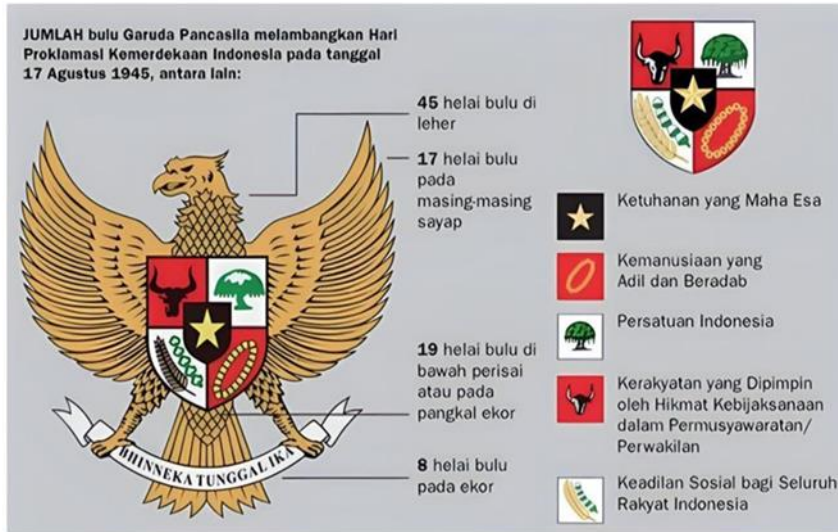 JUMLAH bulu Garuda Pancasila melambangkan Hari
Proklamasi Kemerdekaan Indonesia pada tanggal
17 Agustus 1945, antara lain:
45 helai bulu di
leher
17 helai bulu
pada
masing-masing
sayap
19 helai bulu di
bawah perisai
atau pada
pangkal ekor
8 helai bulu
pada ekor
BHINNEKA TUNGGAL IKA
Ketuhanan yang Maha Esa
Kemanusiaan yang
Adil dan Beradab
Persatuan Indonesia
Kerakyatan yang Dipimpin
oleh Hikmat Kebijaksanaan
dalam Permusyawaratan/
Perwakilan
Keadilan Sosial bagi Seluruh
Rakyat Indonesia